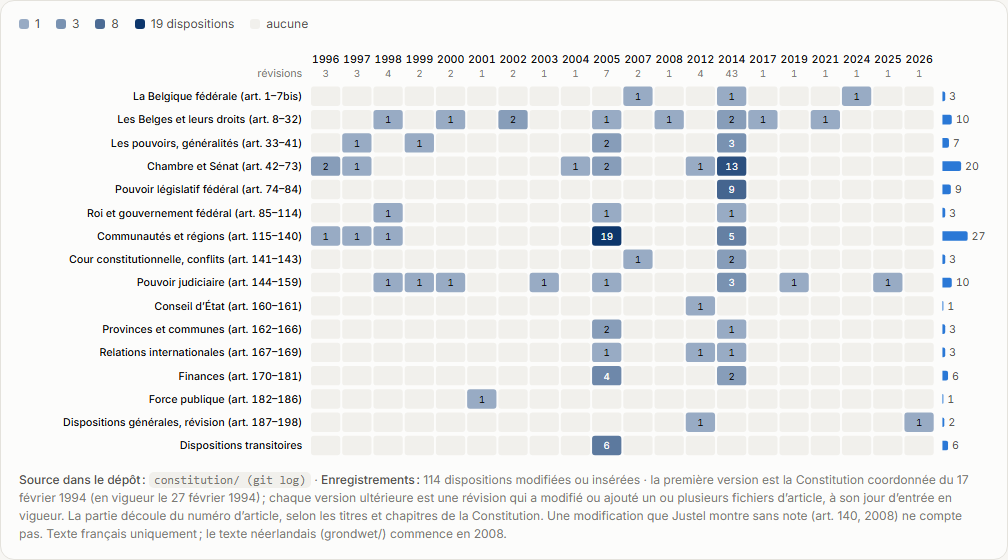 1 3 8 19 dispositions aucune
1996 1997 1998 1999 2000 2001 2002 2003 2004 2005 2007 2008 2012 2014 2017 2019 2021 2024 2025 2026
révisions 3 3 4 2 2 1 2 1 1 7 2 1 4 43 1 1 1 1 1 1
La Belgique fédérale (art. 1–7bis) 1 1 1 3
Les Belges et leurs droits (art. 8–32) 1 1 2 1 1 2 1 1 10
Les pouvoirs, généralités (art. 33–41) 1 1 2 3 7
Chambre et Sénat (art. 42–73) 2 1 1 2 1 13 20
Pouvoir législatif fédéral (art. 74–84) 9 9
Roi et gouvernement fédéral (art. 85–114) 1 1 1 3
Communautés et régions (art. 115–140) 1 1 1 19 5 27
Cour constitutionnelle, conflits (art. 141–143) 1 2 3
Pouvoir judiciaire (art. 144–159) 1 1 1 1 1 3 1 1 10
Conseil d'État (art. 160–161) 1 1
Provinces et communes (art. 162–166) 2 1 3
Relations internationales (art. 167–169) 1 1 1 3
Finances (art. 170–181) 4 2 6
Force publique (art. 182–186) 1 1
Dispositions générales, révision (art. 187–198) 1 1 2
Dispositions transitoires 6 6
Source dans le dépôt : constitution/ (git log) · Enregistrements : 114 dispositions modifiées ou insérées · la première version est la Constitution coordonnée du 17
février 1994 (en vigueur le 27 février 1994) ; chaque version ultérieure est une révision qui a modifié ou ajouté un ou plusieurs fichiers d'article, à son jour d'entrée en
vigueur. La partie découle du numéro d'article, selon les titres et chapitres de la Constitution. Une modification que Justel montre sans note (art. 140, 2008) ne compte
pas. Texte français uniquement ; le texte néerlandais (grondwet/) commence en 2008.